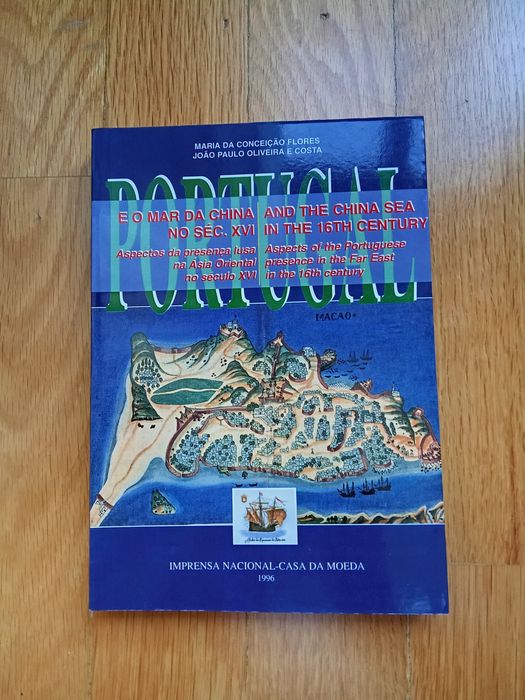 MARIA DA CONCEIÇÃO FLORES
JOÃO PAULO OLIVEIRA E COSTA
PORTUGAL
E O MAR DA CHINA
NO SÉC. XVI
Aspectos da presença lusa
na Ásia Oriental
no século XVI
AND THE CHINA SEA
IN THE 16TH CENTURY
Aspects of the Portuguese
presence in the Far East
in the 16th century
MACAO
IMPRENSA NACIONAL-CASA DA MOEDA
1996